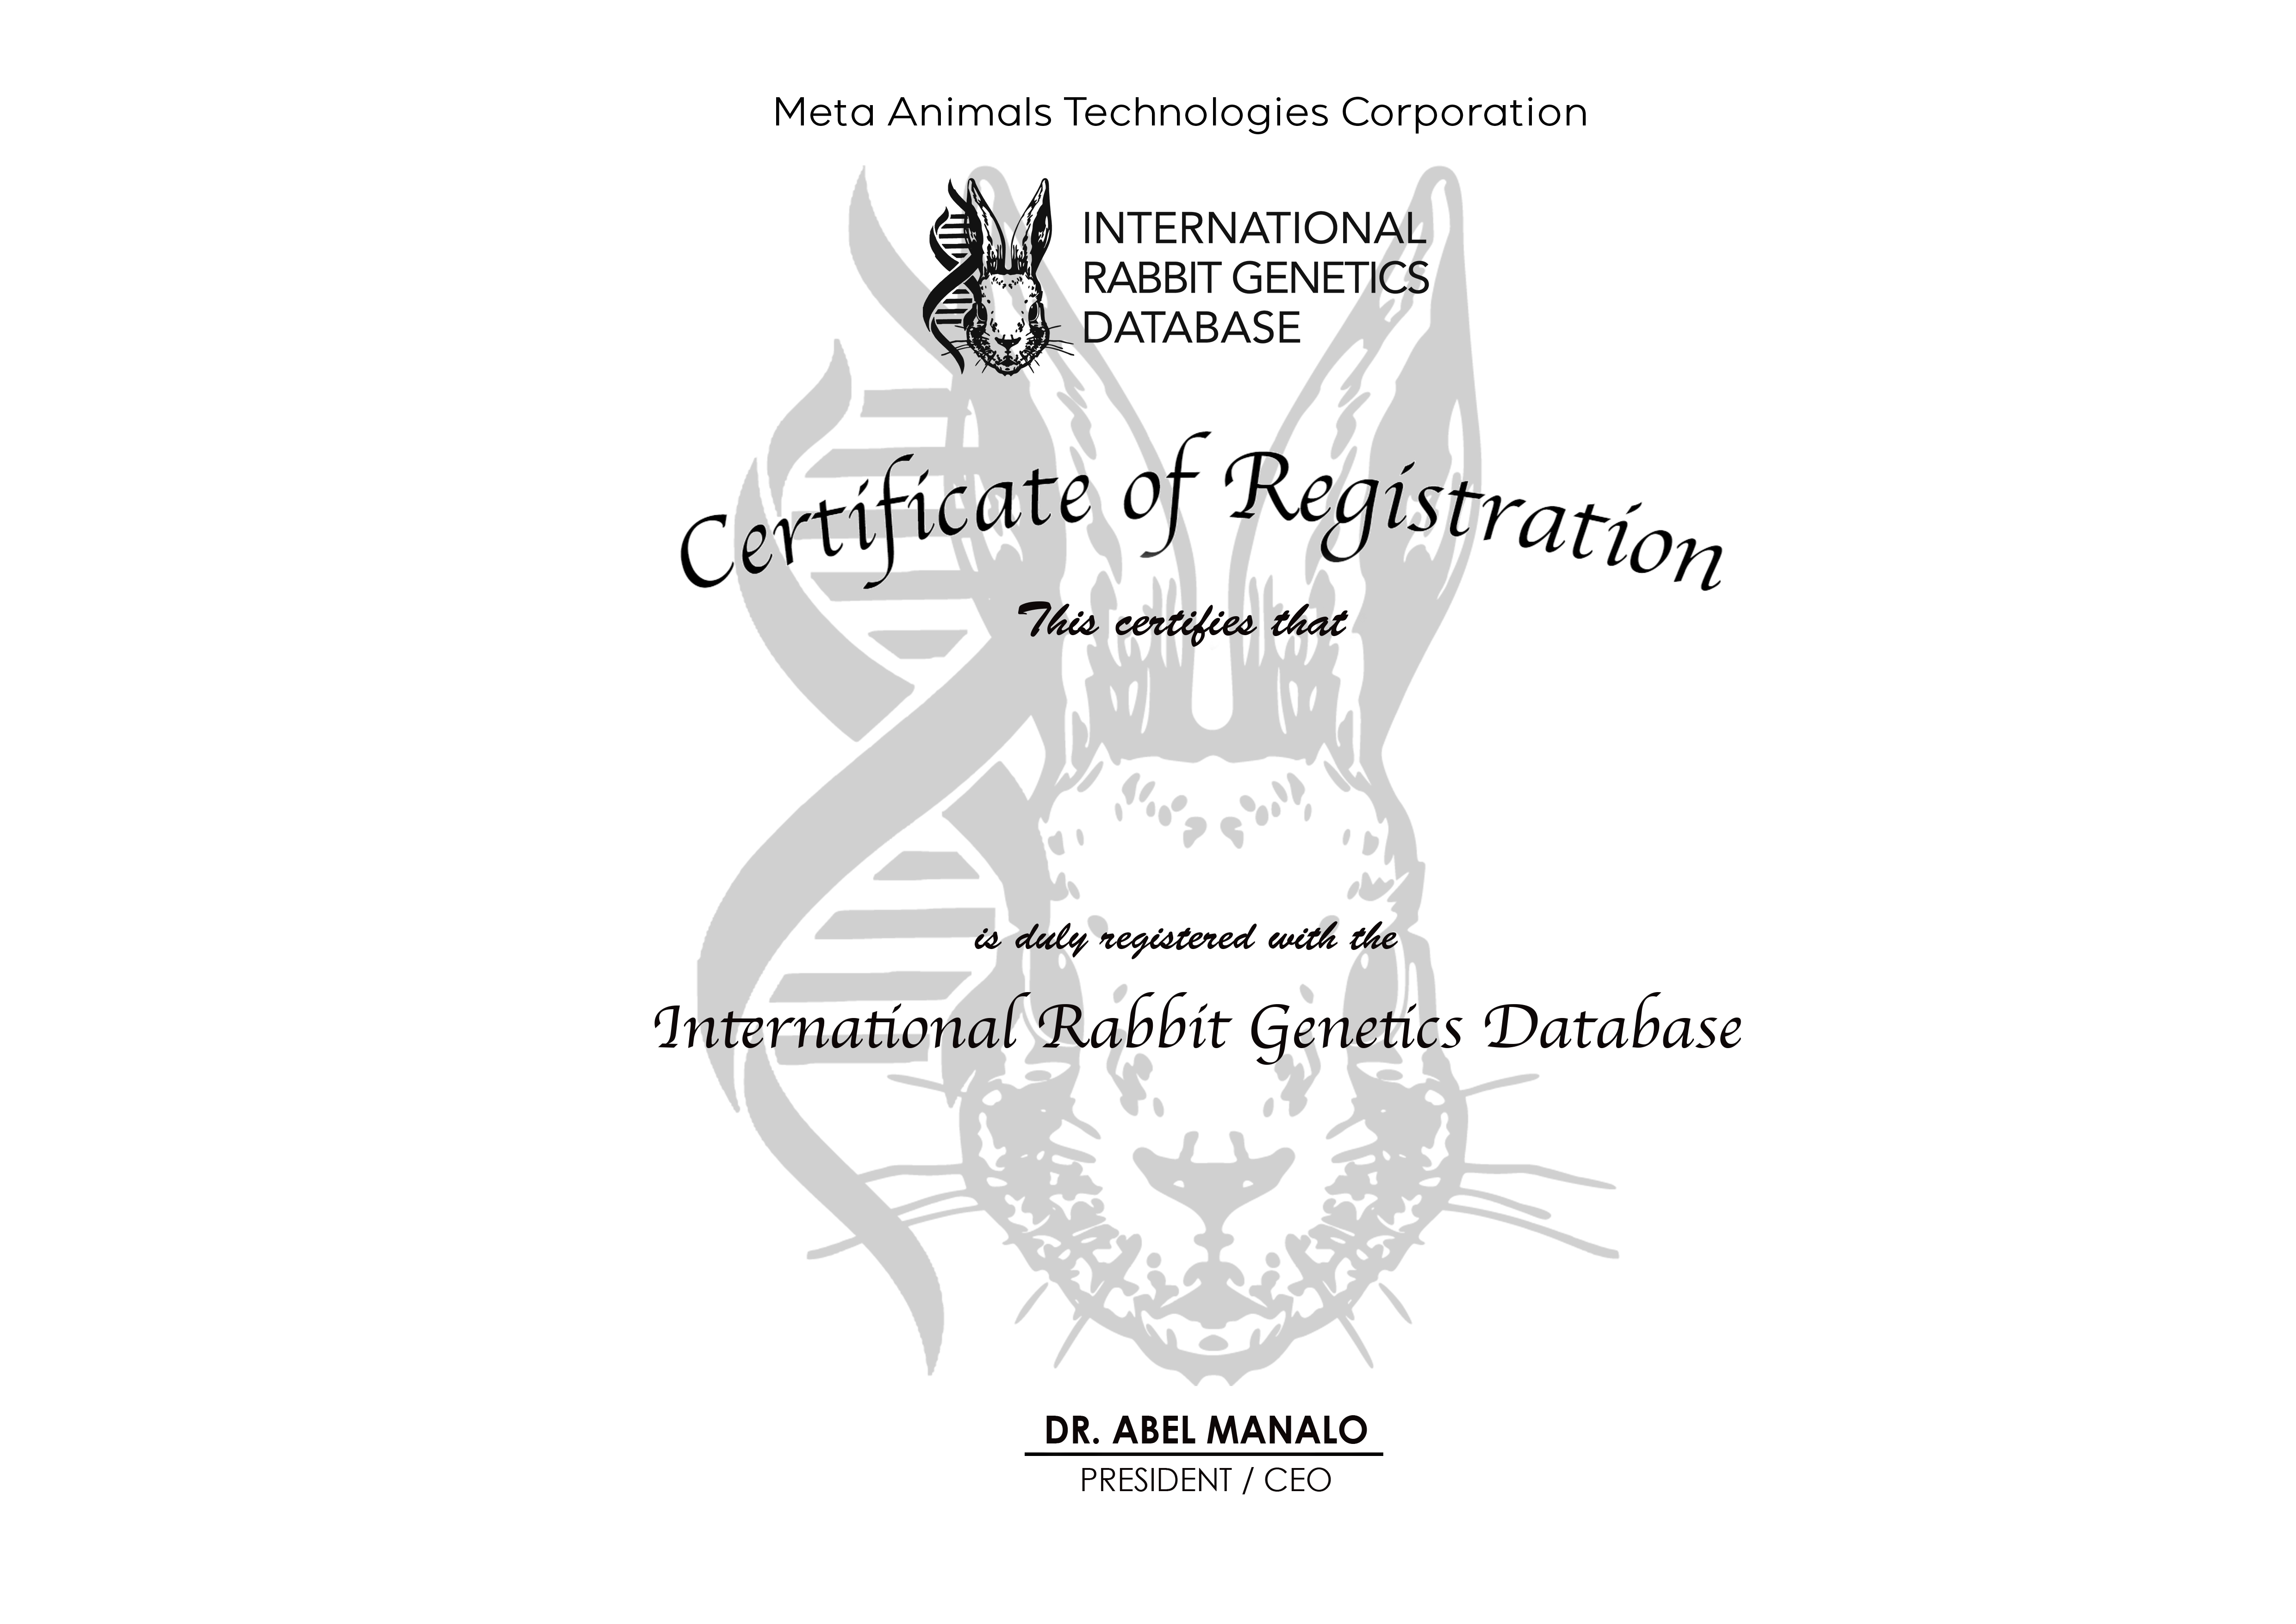 Meta Animals Technologies Corporation
INTERNATIONAL
RABBIT GENETICS
DATABASE
Certificate of Registration
This certifies that
is duly registered with the
International Rabbit Genetics Database
DR. ABEL MANALO
PRESIDENT / CEO